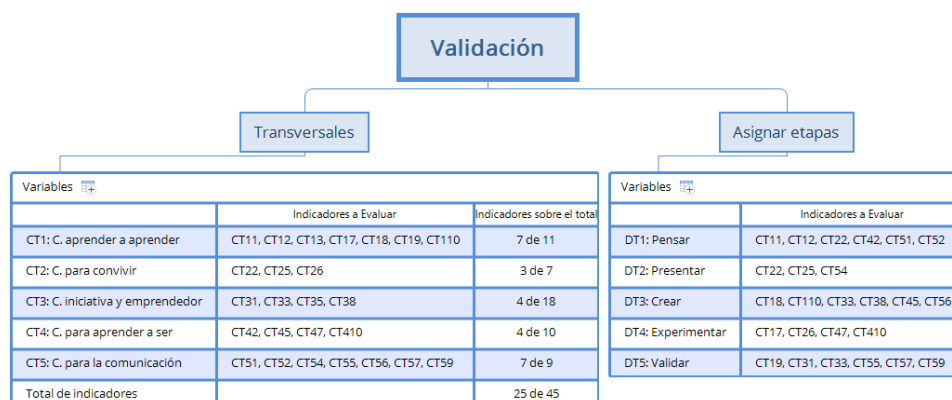 Validación
Transversales
Asignar etapas
Variables
Indicadores a Evaluar
Indicadores sobre el total
CT1: C. aprender a aprender
CT11, CT12, CT13, CT17, CT18, CT19, CT110
7 de 11
CT2: C. para convivir
CT22, CT25, CT26
3 de 7
CT3: C. iniciativa y emprendedor
CT31, CT33, CT35, CT38
4 de 18
CT4: C. para aprender a ser
CT42, CT45, CT47, CT410
4 de 10
CT5: C. para la comunicación
CT51, CT52, CT54, CT55, CT56, CT57, CT59
7 de 9
Total de indicadores
25 de 45
Variables
Indicadores a Evaluar
DT1: Pensar
CT11, CT12, CT22, CT42, CT51, CT52
DT2: Presentar
CT22, CT25, CT54
DT3: Crear
CT18, CT110, CT33, CT38, CT45, CT56
DT4: Experimentar
CT17, CT26, CT47, CT410
DT5: Validar
CT19, CT31, CT33, CT55, CT57, CT59